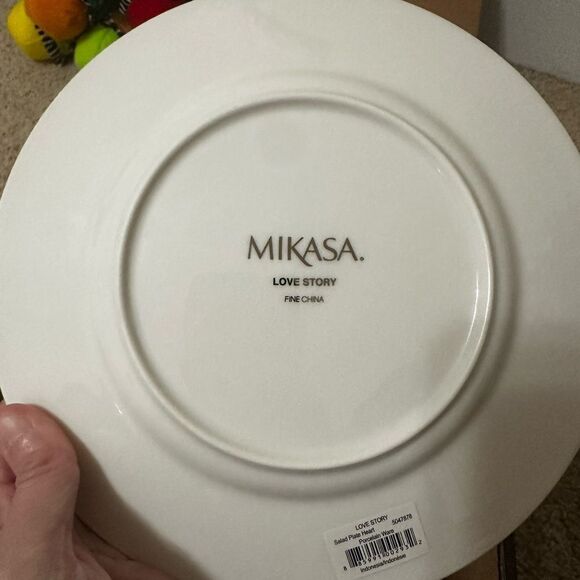 MIKASA®
LOVE STORY
FINE CHINA
LOVE STORY
Salad Plate Heart 5047878
Porcelain Ware
Indonesia/Indonésie